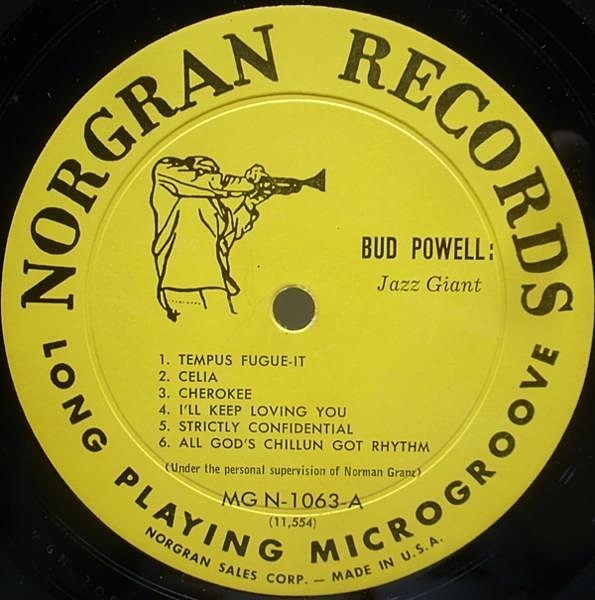 NORGRAN RECORDS
BUD POWELL:
Jazz Giant
1. TEMPUS FUGUE-IT
2. CELIA
3. CHEROKEE
4. I'LL KEEP LOVING YOU
5. STRICTLY CONFIDENTIAL
6. ALL GOD'S CHILLUN GOT RHYTHM
(Under the personal supervision of Norman Granz)
MG N-1063-A
(11,554)
LONG PLAYING MICROGROOVE
NORGRAN SALES CORP. — MADE IN U.S.A.